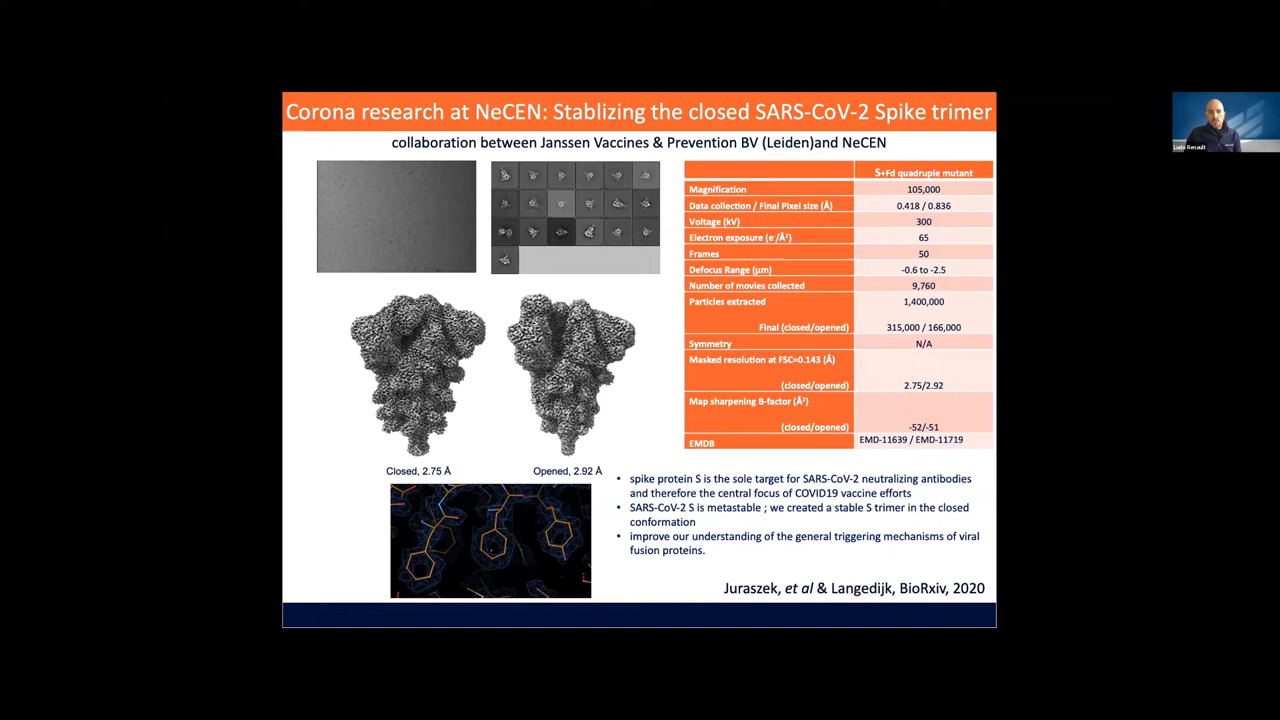 Corona research at NeCEN: Stablizing the closed SARS-CoV-2 Spike trimer
collaboration between Janssen Vaccines & Prevention BV (Leiden)and NeCEN
S+Fd quadruple mutant
Magnification 105,000
Data collection / Final Pixel size (Å) 0.418 / 0.836
Voltage (kV) 300
Electron exposure (e-/Å2) 65
Frames 50
Defocus Range (μm) -0.6 to -2.5
Number of movies collected 9,760
Particles extracted 1,400,000
Final (closed/opened) 315,000 / 166,000
Symmetry N/A
Masked resolution at FSC=0.143 (Å)
(closed/opened) 2.75/2.92
Map sharpening B-factor (Å2)
(closed/opened) -52/-51
EMDB EMD-11639 / EMD-11719
Closed, 2.75 Å
Opened, 2.92 Å
• spike protein S is the sole target for SARS-CoV-2 neutralizing antibodies
and therefore the central focus of COVID19 vaccine efforts
• SARS-CoV-2 S is metastable ; we created a stable S trimer in the closed
conformation
• improve our understanding of the general triggering mechanisms of viral
fusion proteins.
Juraszek, et al & Langedijk, BioRxiv, 2020
Ludo Renault